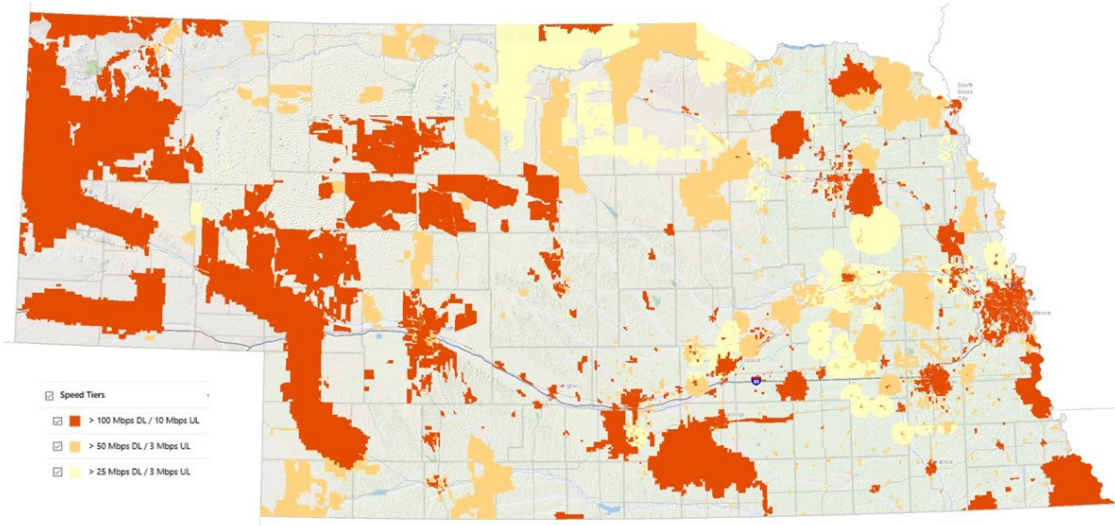 South
Sioux
City
80
Speed Tiers
> 100 Mbps DL / 10 Mbps UL
> 50 Mbps DL / 3 Mbps UL
> 25 Mbps DL / 3 Mbps UL